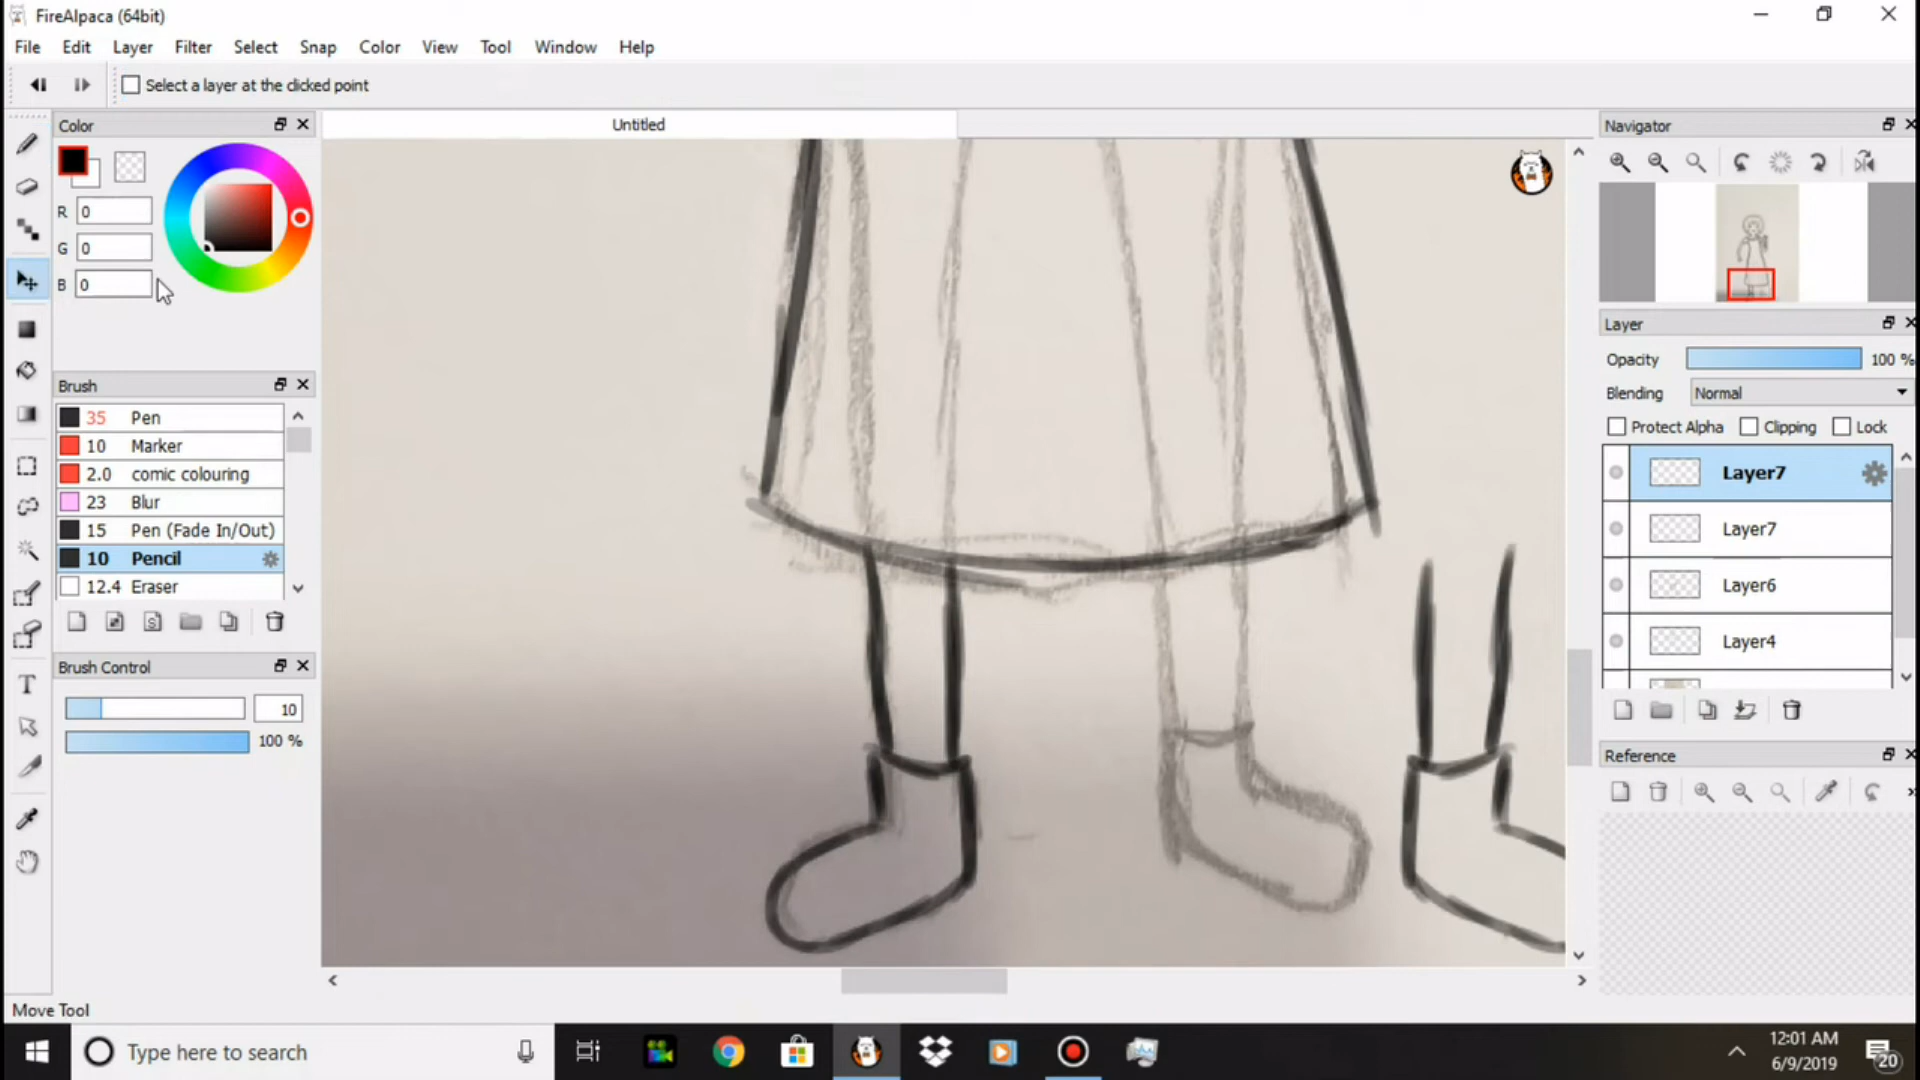 FireAlpaca (64bit)
File Edit Layer Filter Select Snap Color View Tool Window Help
Select a layer at the clicked point
Color
R 0
G 0
B 0
Brush
35 Pen
10 Marker
2.0 comic colouring
23 Blur
15 Pen (Fade In/Out)
10 Pencil
12.4 Eraser
Brush Control
10
100 %
Untitled
Navigator
Layer
Opacity 100 %
Blending Normal
Protect Alpha Clipping Lock
Layer7
Layer7
Layer6
Layer4
Reference
Move Tool
T
S
Type here to search
12:01 AM
6/9/2019
20